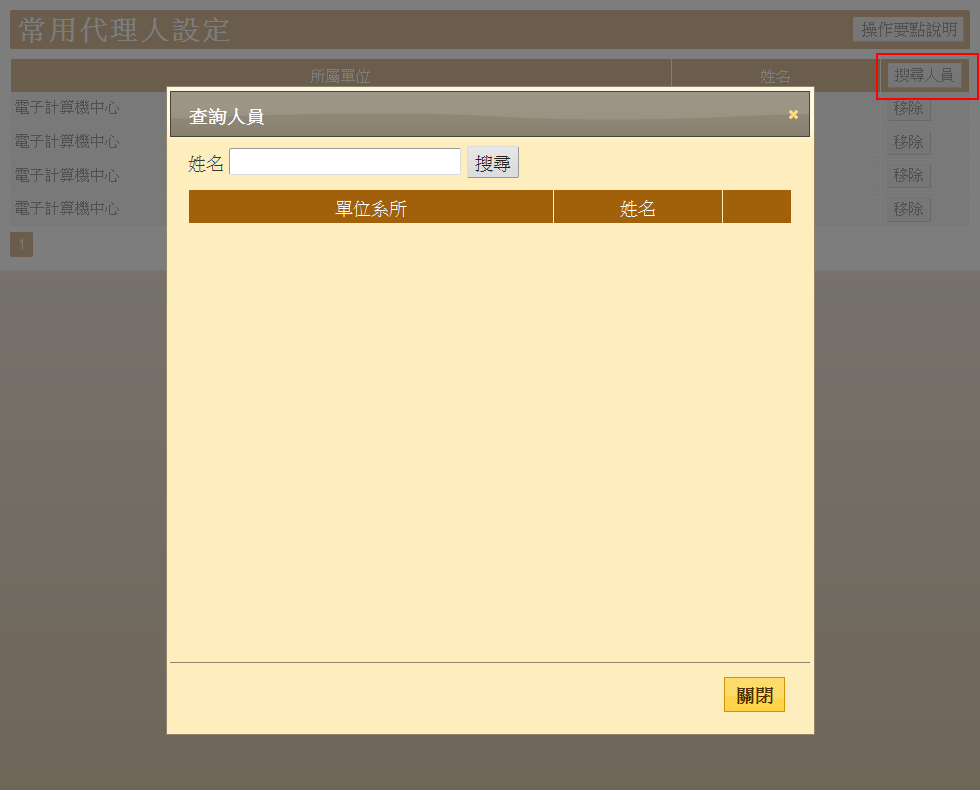 常用代理人設定 操作要點說明
所屬單位 姓名 搜尋人員
電子計算機中心 移除
電子計算機中心 移除
電子計算機中心 移除
電子計算機中心 移除
1
查詢人員
姓名 搜尋
單位系所 姓名
關閉